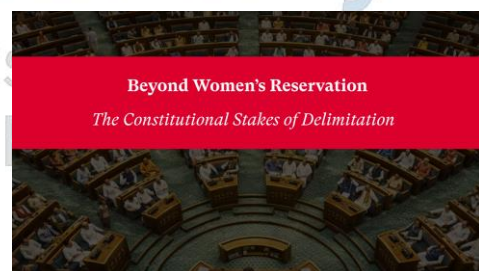 Beyond Women's Reservation
The Constitutional Stakes of Delimitation